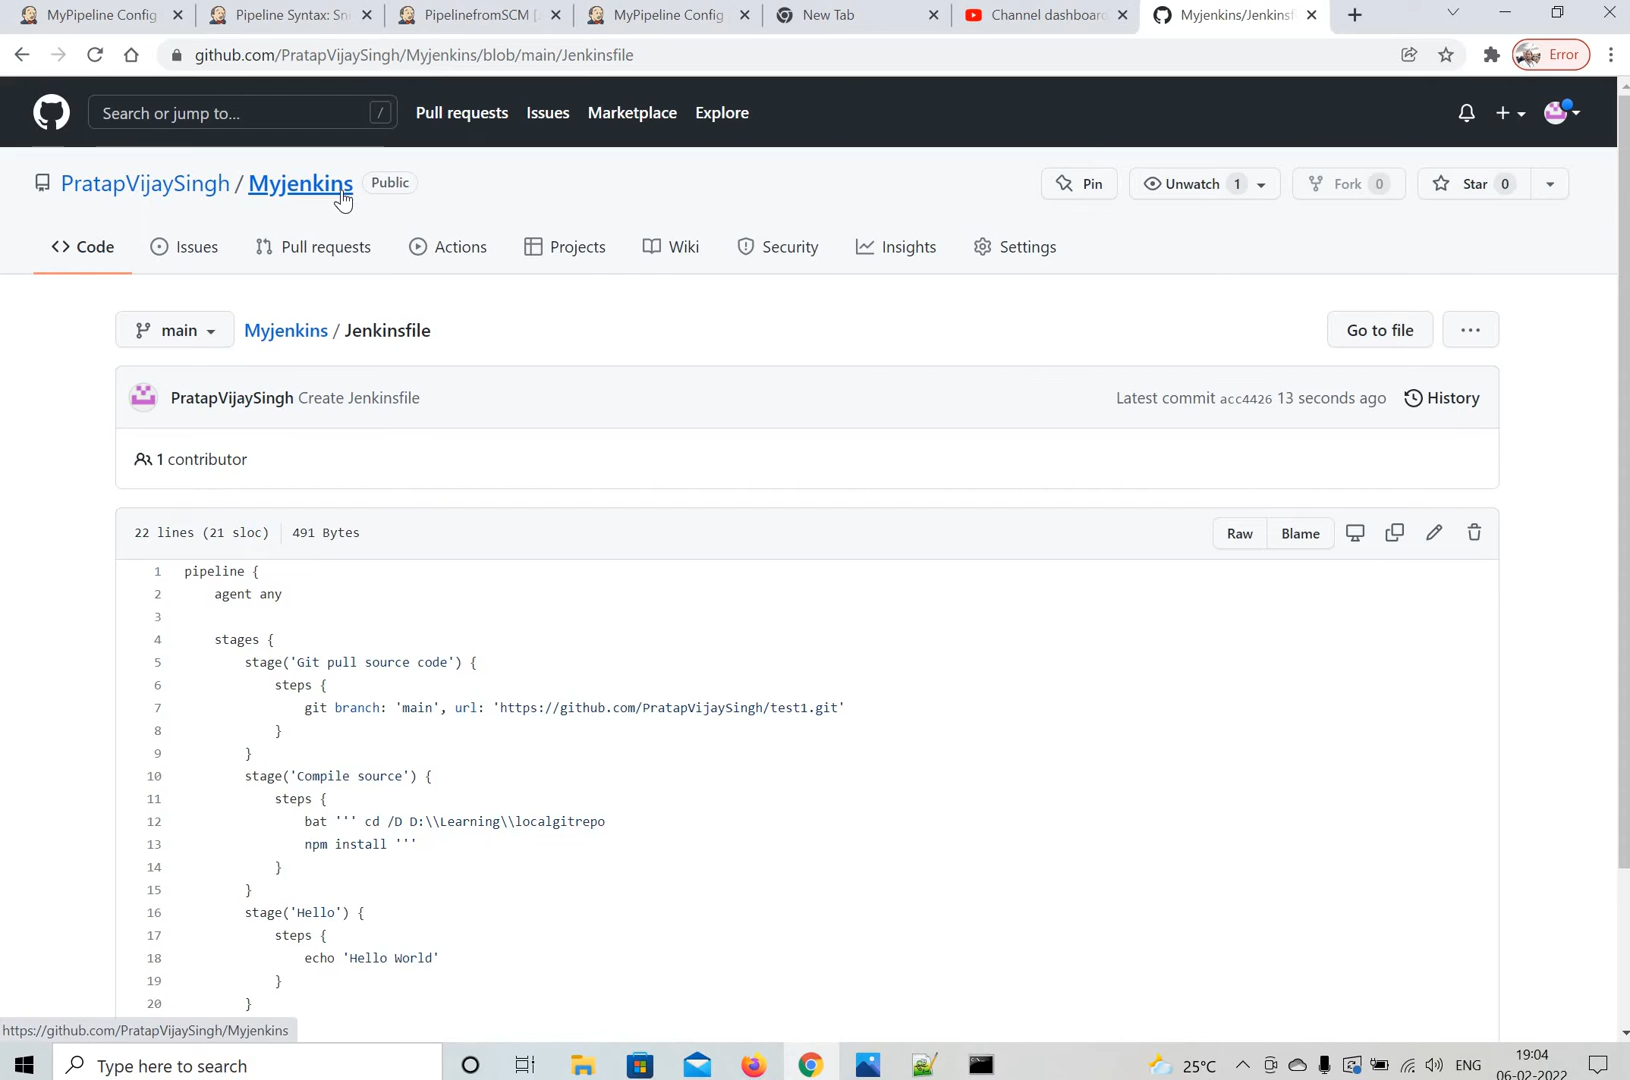 MyPipeline Config
Pipeline Syntax: Sn
PipelinefromSCM [
MyPipeline Config
New Tab
Channel dashboard
Myjenkins/Jenkinsf
github.com/PratapVijaySingh/Myjenkins/blob/main/Jenkinsfile
Error
Search or jump to...
/
Pull requests
Issues
Marketplace
Explore
PratapVijaySingh / Myjenkins
Public
Pin
Unwatch 1
Fork 0
Star 0
Code
Issues
Pull requests
Actions
Projects
Wiki
Security
Insights
Settings
main
Myjenkins / Jenkinsfile
Go to file
...
PratapVijaySingh Create Jenkinsfile
Latest commit acc4426 13 seconds ago
History
1 contributor
22 lines (21 sloc)
491 Bytes
Raw
Blame
1 pipeline {
2 agent any
3
4 stages {
5 stage('Git pull source code') {
6 steps {
7 git branch: 'main', url: 'https://github.com/PratapVijaySingh/test1.git'
8 }
9 }
10 stage('Compile source') {
11 steps {
12 bat ''' cd /D D:\\Learning\\localgitrepo
13 npm install '''
14 }
15 }
16 stage('Hello') {
17 steps {
18 echo 'Hello World'
19 }
20 }
https://github.com/PratapVijaySingh/Myjenkins
Type here to search
25°C
ENG
19:04
06-02-2022